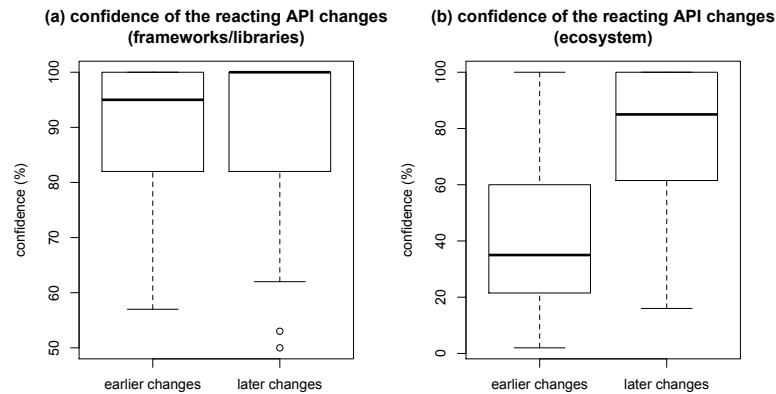 (a) confidence of the reacting API changes
(frameworks/libraries)
confidence (%)
100
90
80
70
60
50
earlier changes
later changes
(b) confidence of the reacting API changes
(ecosystem)
confidence (%)
100
80
60
40
20
0
earlier changes
later changes